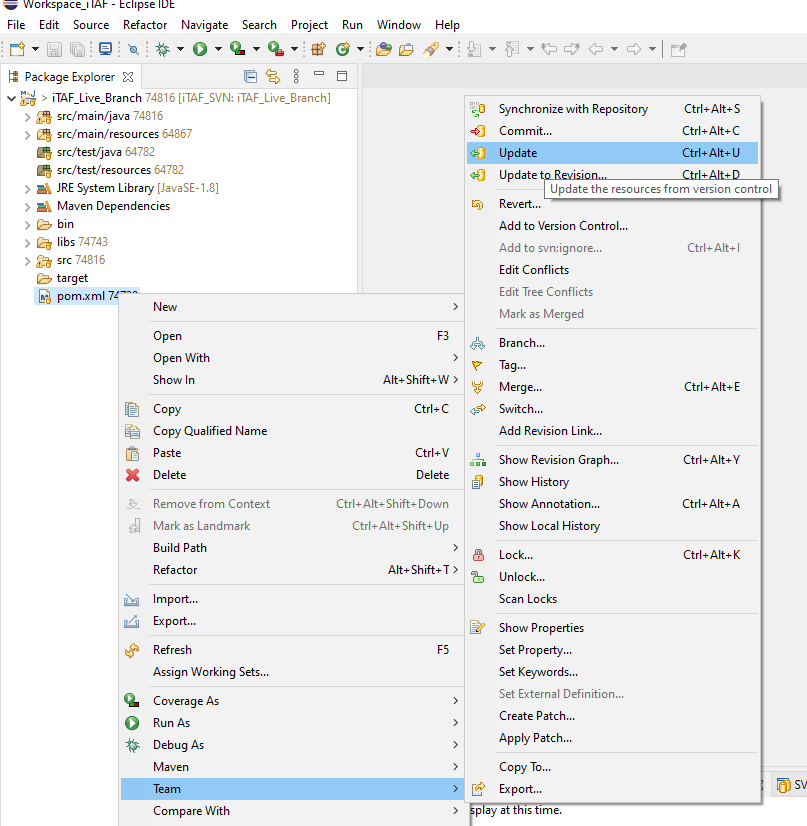 Workspace_iTAF - Eclipse IDE
File Edit Source Refactor Navigate Search Project Run Window Help
Package Explorer
> iTAF_Live_Branch 74816 [iTAF_SVN: iTAF_Live_Branch]
src/main/java 74816
src/main/resources 64867
src/test/java 64782
src/test/resources 64782
JRE System Library [JavaSE-1.8]
Maven Dependencies
bin
libs 74743
src 74816
target
pom.xml
New
Open F3
Open With
Show In Alt+Shift+W
Copy Ctrl+C
Copy Qualified Name
Paste Ctrl+V
Delete Delete
Remove from Context Ctrl+Alt+Shift+Down
Mark as Landmark Ctrl+Alt+Shift+Up
Build Path
Refactor Alt+Shift+T
Import...
Export...
Refresh F5
Assign Working Sets...
Coverage As
Run As
Debug As
Maven
Team
Compare With
Synchronize with Repository Ctrl+Alt+S
Commit... Ctrl+Alt+C
Update Ctrl+Alt+U
Update to Revision... Ctrl+Alt+D
Update the resources from version control
Revert...
Add to Version Control...
Add to svn:ignore... Ctrl+Alt+I
Edit Conflicts
Edit Tree Conflicts
Mark as Merged
Branch...
Tag...
Merge... Ctrl+Alt+E
Switch...
Add Revision Link...
Show Revision Graph... Ctrl+Alt+Y
Show History
Show Annotation... Ctrl+Alt+A
Show Local History
Lock... Ctrl+Alt+K
Unlock...
Scan Locks
Show Properties
Set Property...
Set Keywords...
Set External Definition...
Create Patch...
Apply Patch...
Copy To...
Export...
SV
splay at this time.